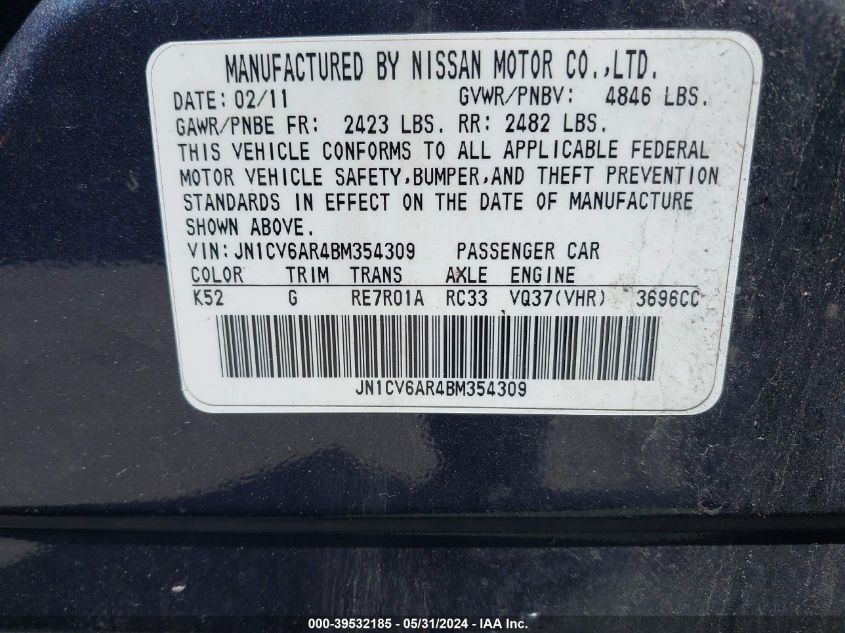 MANUFACTURED BY NISSAN MOTOR CO.,LTD.
DATE: 02/11 GVWR/PNBV: 4846 LBS.
GAWR/PNBE FR: 2423 LBS. RR: 2482 LBS.
THIS VEHICLE CONFORMS TO ALL APPLICABLE FEDERAL
MOTOR VEHICLE SAFETY,BUMPER,AND THEFT PREVENTION
STANDARDS IN EFFECT ON THE DATE OF MANUFACTURE
SHOWN ABOVE.
VIN:JN1CV6AR4BM354309 PASSENGER CAR
COLOR TRIM TRANS AXLE ENGINE
K52 G RE7R01A RC33 VQ37(VHR) 3696CC
JN1CV6AR4BM354309
000-39532185 - 05/31/2024 - IAA Inc.